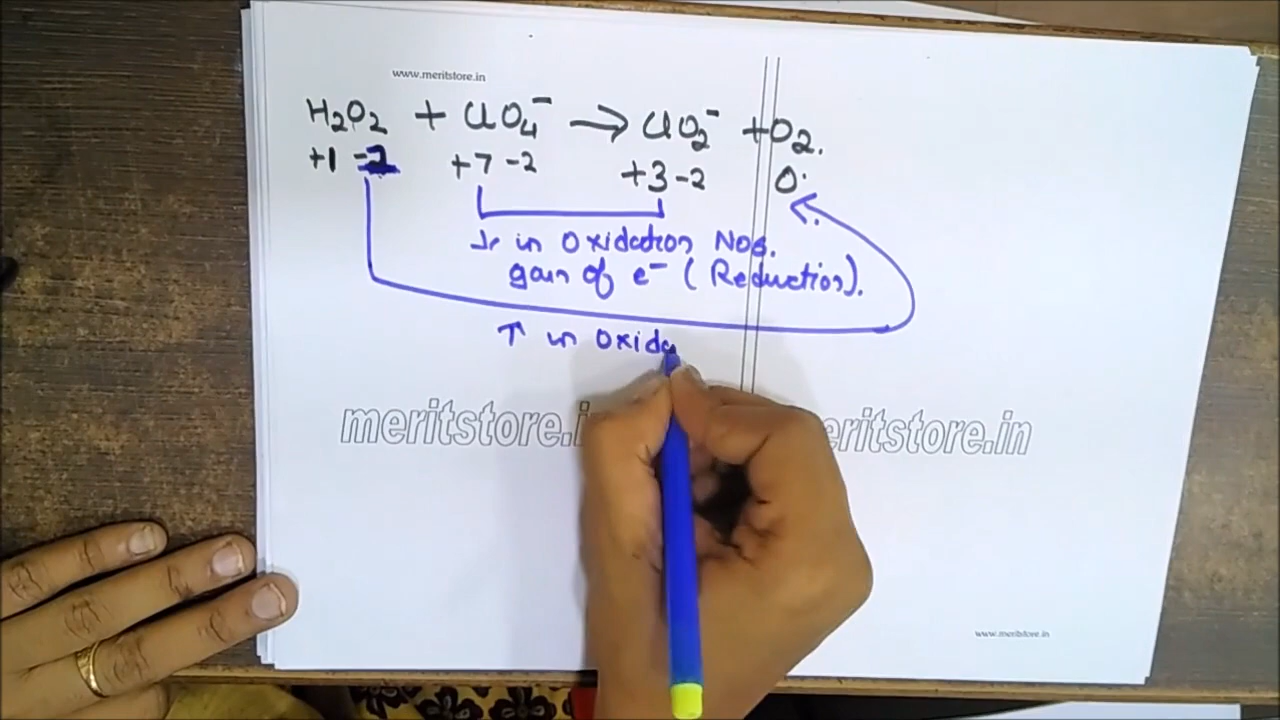 www.meritstore.in
H₂O₂ + ClO₄⁻ → ClO₂⁻ + O₂.
+1 -2 +7 -2 +3 -2 0
↓ in Oxidation Nos.
gain of e⁻ (Reduction).
↑ in Oxida
meritstore.i
eritstore.in
www.meritstore.in